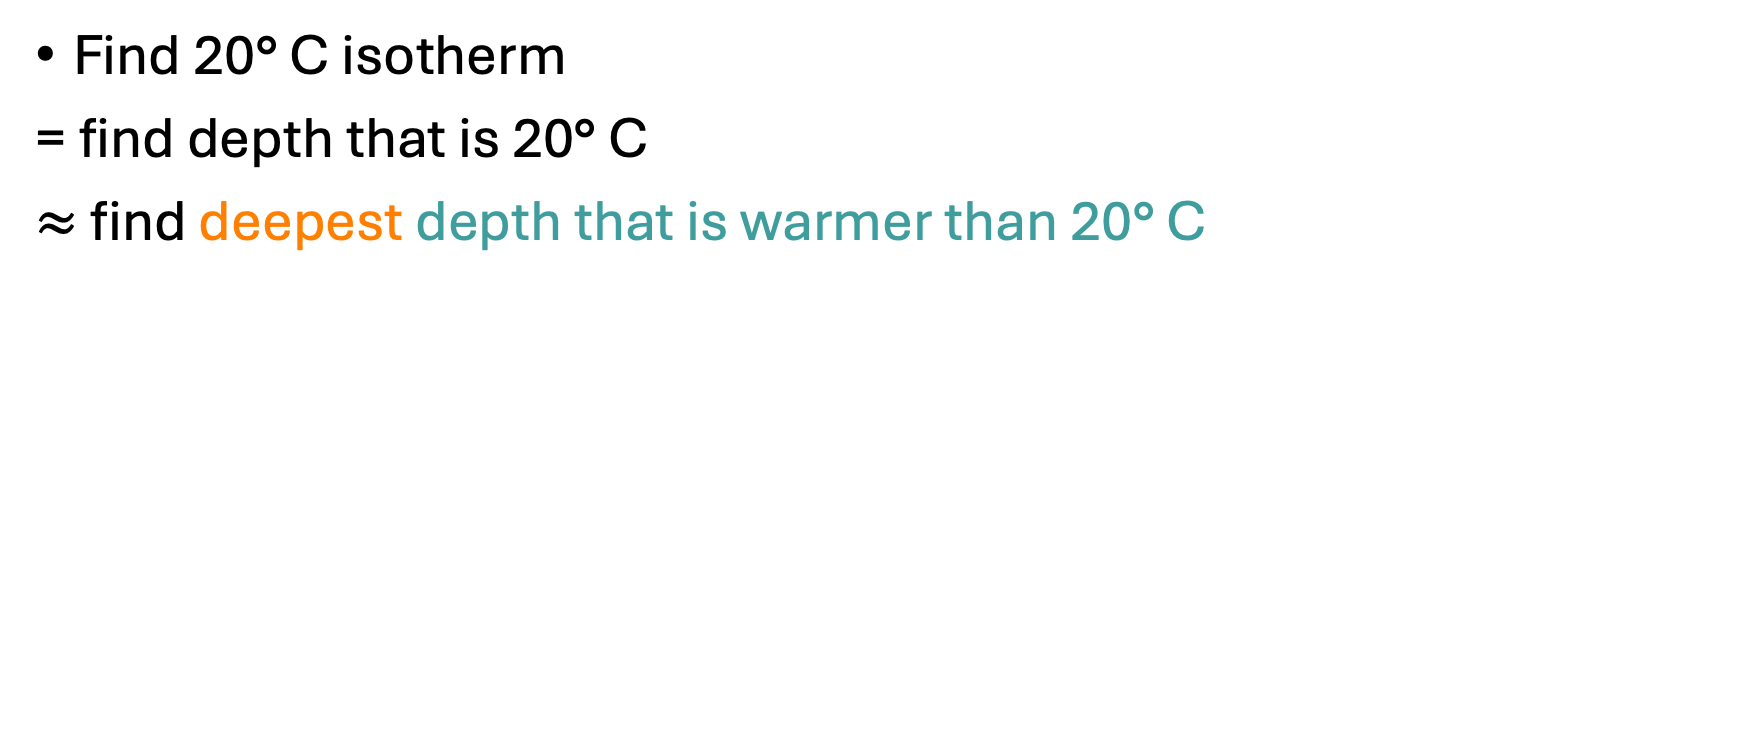 • Find 20° C isotherm
= find depth that is 20° C
≈ find deepest depth that is warmer than 20° C